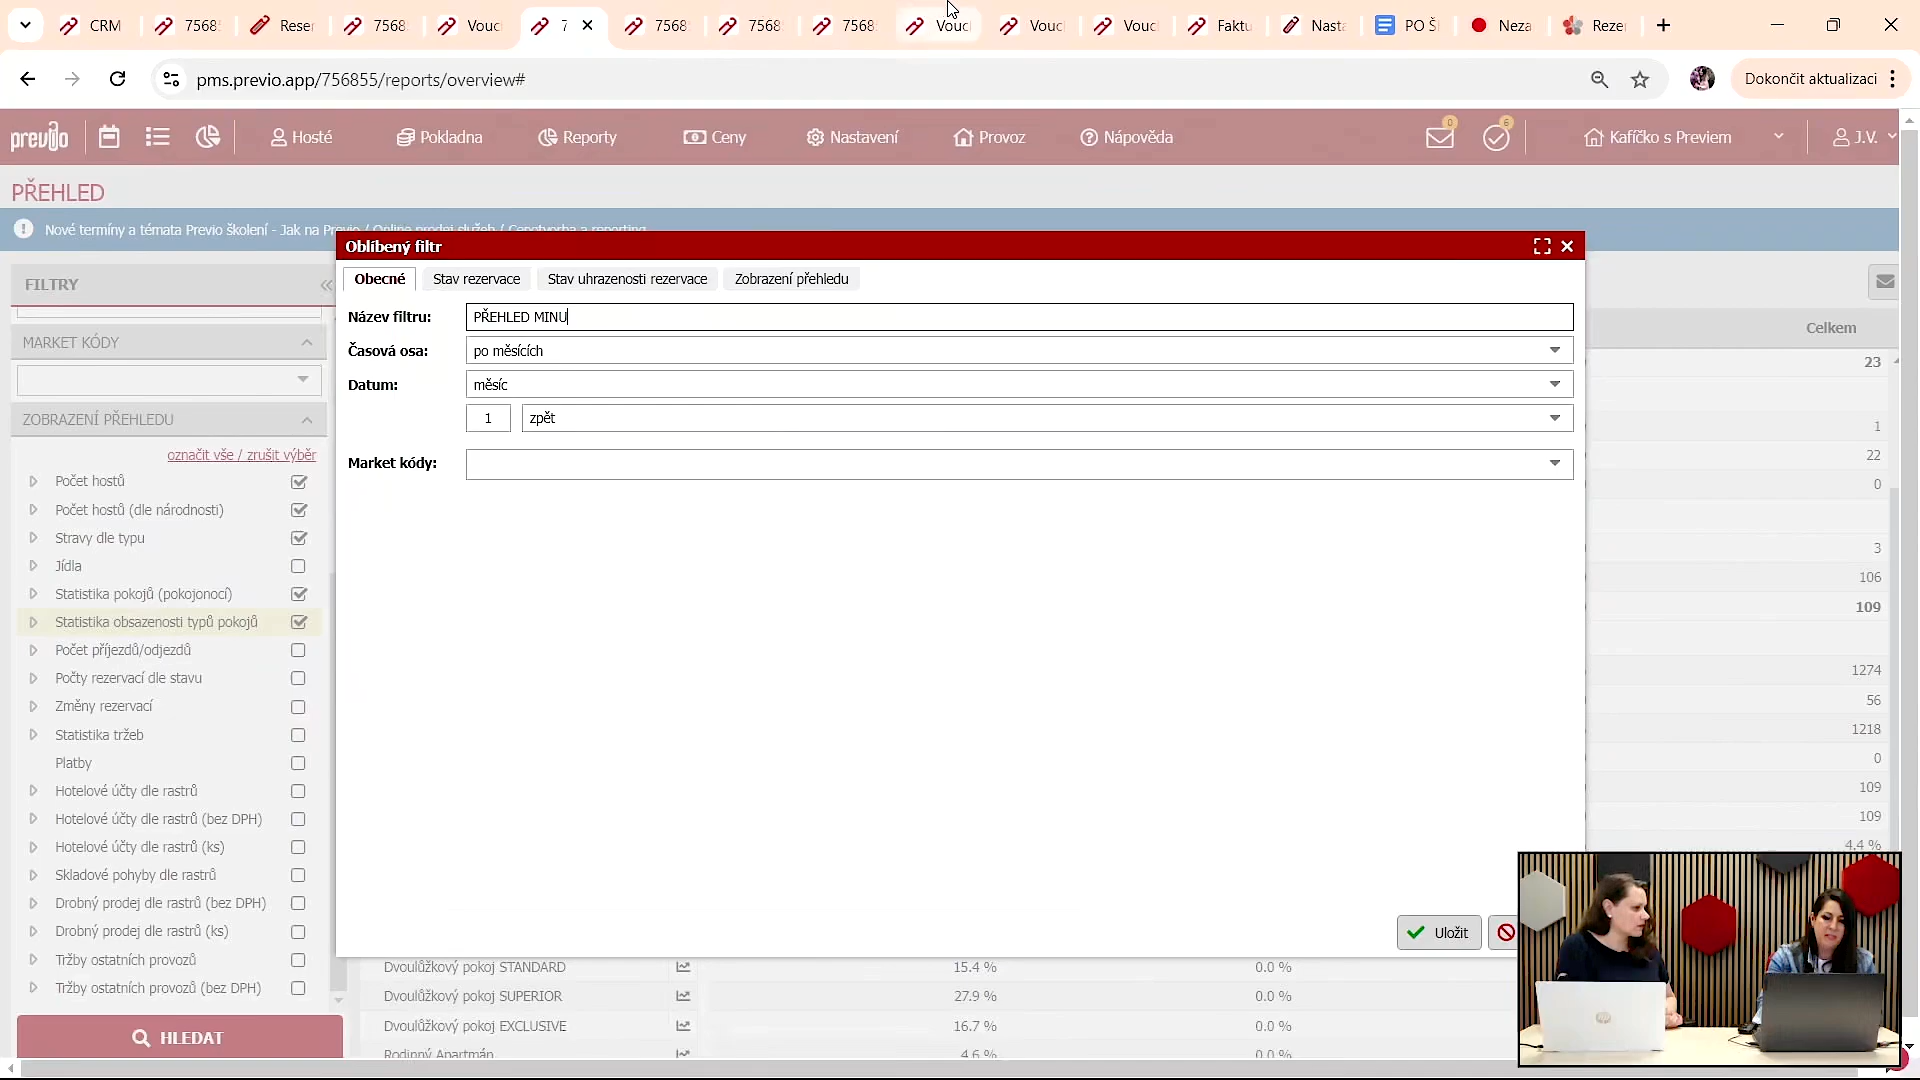 CRM
7568
Rese
7568
Vouc
7
7568
7568
7568
Vouc
Vouc
Vouc
Faktu
Nasta
PO Š
Neza
Rezer
pms.previo.app/756855/reports/overview#
Dokončit aktualizaci
previo
Hosté
Pokladna
Reporty
Ceny
Nastavení
Provoz
Nápověda
0
6
Kafíčko s Previem
J.V.
PŘEHLED
Nové termíny a témata Previo školení - Jak na Previo / Online prodej služeb / Cenotvorba a reporting
FILTRY
MARKET KÓDY
ZOBRAZENÍ PŘEHLEDU
označit vše / zrušit výběr
Počet hostů
Počet hostů (dle národnosti)
Stravy dle typu
Jídla
Statistika pokojů (pokojonocí)
Statistika obsazenosti typů pokojů
Počet příjezdů/odjezdů
Počty rezervací dle stavu
Změny rezervací
Statistika tržeb
Platby
Hotelové účty dle rastrů
Hotelové účty dle rastrů (bez DPH)
Hotelové účty dle rastrů (ks)
Skladové pohyby dle rastrů
Drobný prodej dle rastrů (bez DPH)
Drobný prodej dle rastrů (ks)
Tržby ostatních provozů
Tržby ostatních provozů (bez DPH)
HLEDAT
Oblíbený filtr
Obecné
Stav rezervace
Stav uhrazenosti rezervace
Zobrazení přehledu
Název filtru: PŘEHLED MINU
Časová osa: po měsících
Datum: měsíc
1 zpět
Market kódy:
Uložit
Celkem
23
1
22
0
3
106
109
1274
56
1218
0
109
109
4.4 %
Dvoulůžkový pokoj STANDARD 15.4 % 0.0 %
Dvoulůžkový pokoj SUPERIOR 27.9 % 0.0 %
Dvoulůžkový pokoj EXCLUSIVE 16.7 % 0.0 %
Rodinný Apartmán 4.6 % 0.0 %